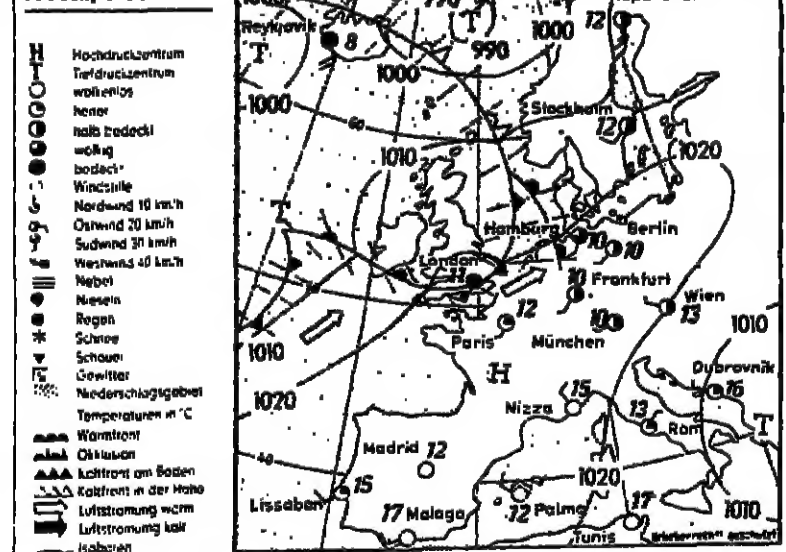 H Hochdruckzentrum
T Tiefdruckzentrum
wolkenlos
heiter
halb bedeckt
wolkig
bedeckt
Windstille
Nordwind 10 km/h
Ostwind 20 km/h
Südwind 30 km/h
Westwind 40 km/h
Nebel
Nieseln
Regen
Schnee
Schauer
Gewitter
Niederschlagsgebiet
Temperaturen in °C
Warmfront
Okklusion
Kaltfront am Boden
Kaltfront in der Höhe
Luftströmung warm
Luftströmung kalt
Isobaren
Reykjavik
8
T
T
990
1000
12
1000
1000
60
Stockholm
12
1010
1020
T
Hamburg
Berlin
10
10
London
11
10
Frankfurt
Wien
13
12
Paris
10
München
1010
1010
H
Dubrovnik
16
1020
15
Nizza
13
Rom
T
Madrid 12
40
1020
15
Lissabon
17 Malaga
12 Palma
17
Tunis
1010